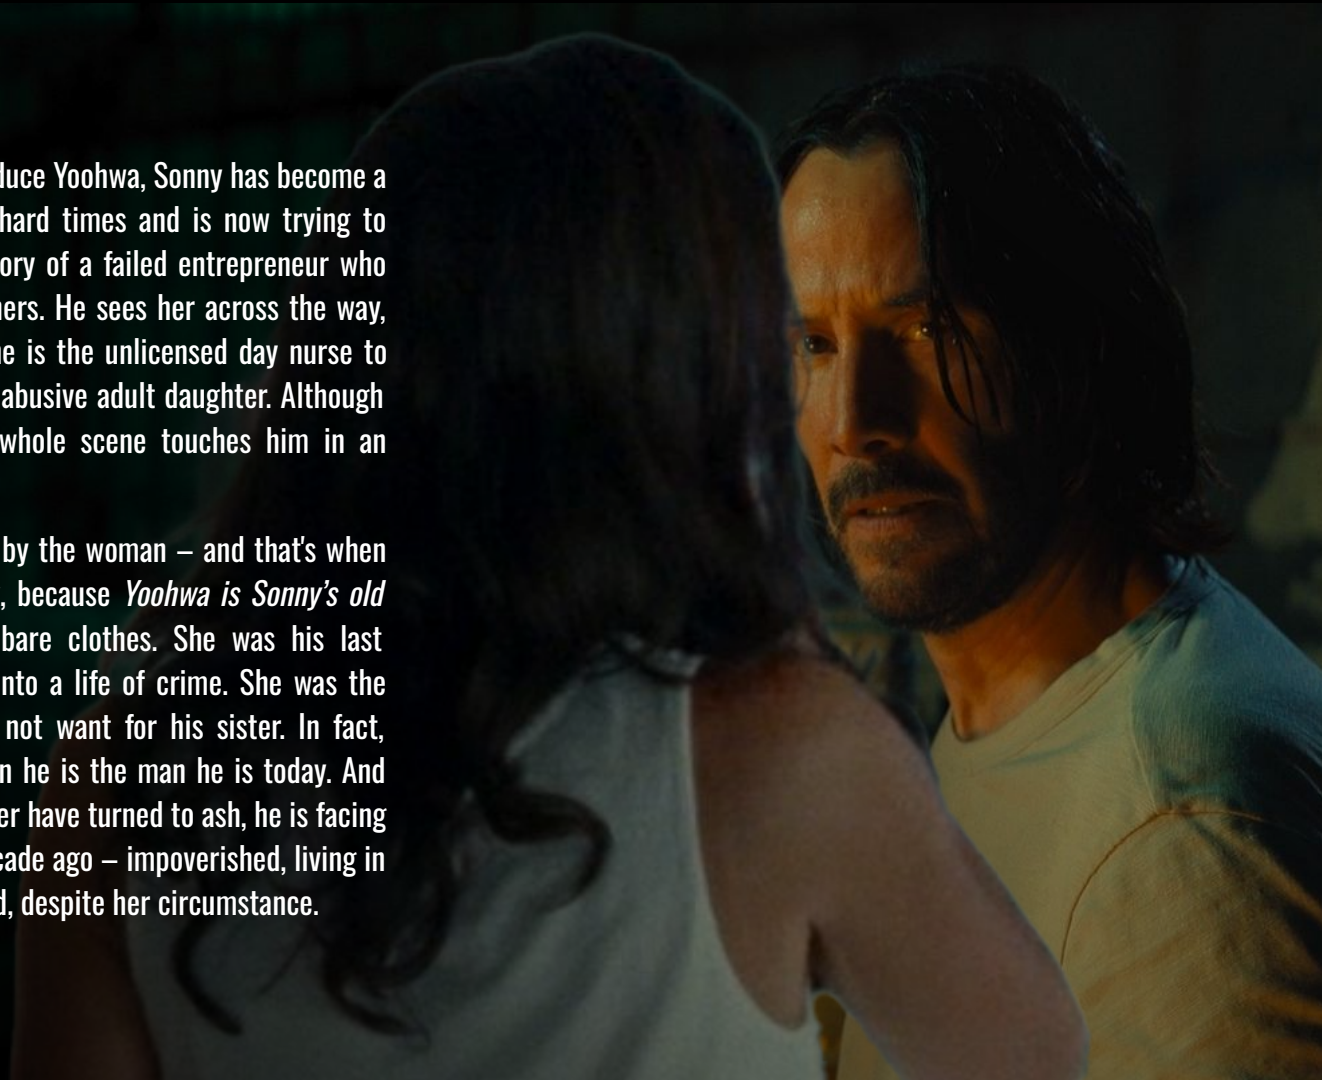 duce Yoohwa, Sonny has become a
hard times and is now trying to
ory of a failed entrepreneur who
ners. He sees her across the way,
ne is the unlicensed day nurse to
abusive adult daughter. Although
whole scene touches him in an
by the woman – and that's when
, because Yoohwa is Sonny’s old
bare clothes. She was his last
nto a life of crime. She was the
not want for his sister. In fact,
n he is the man he is today. And
er have turned to ash, he is facing
cade ago – impoverished, living in
d, despite her circumstance.